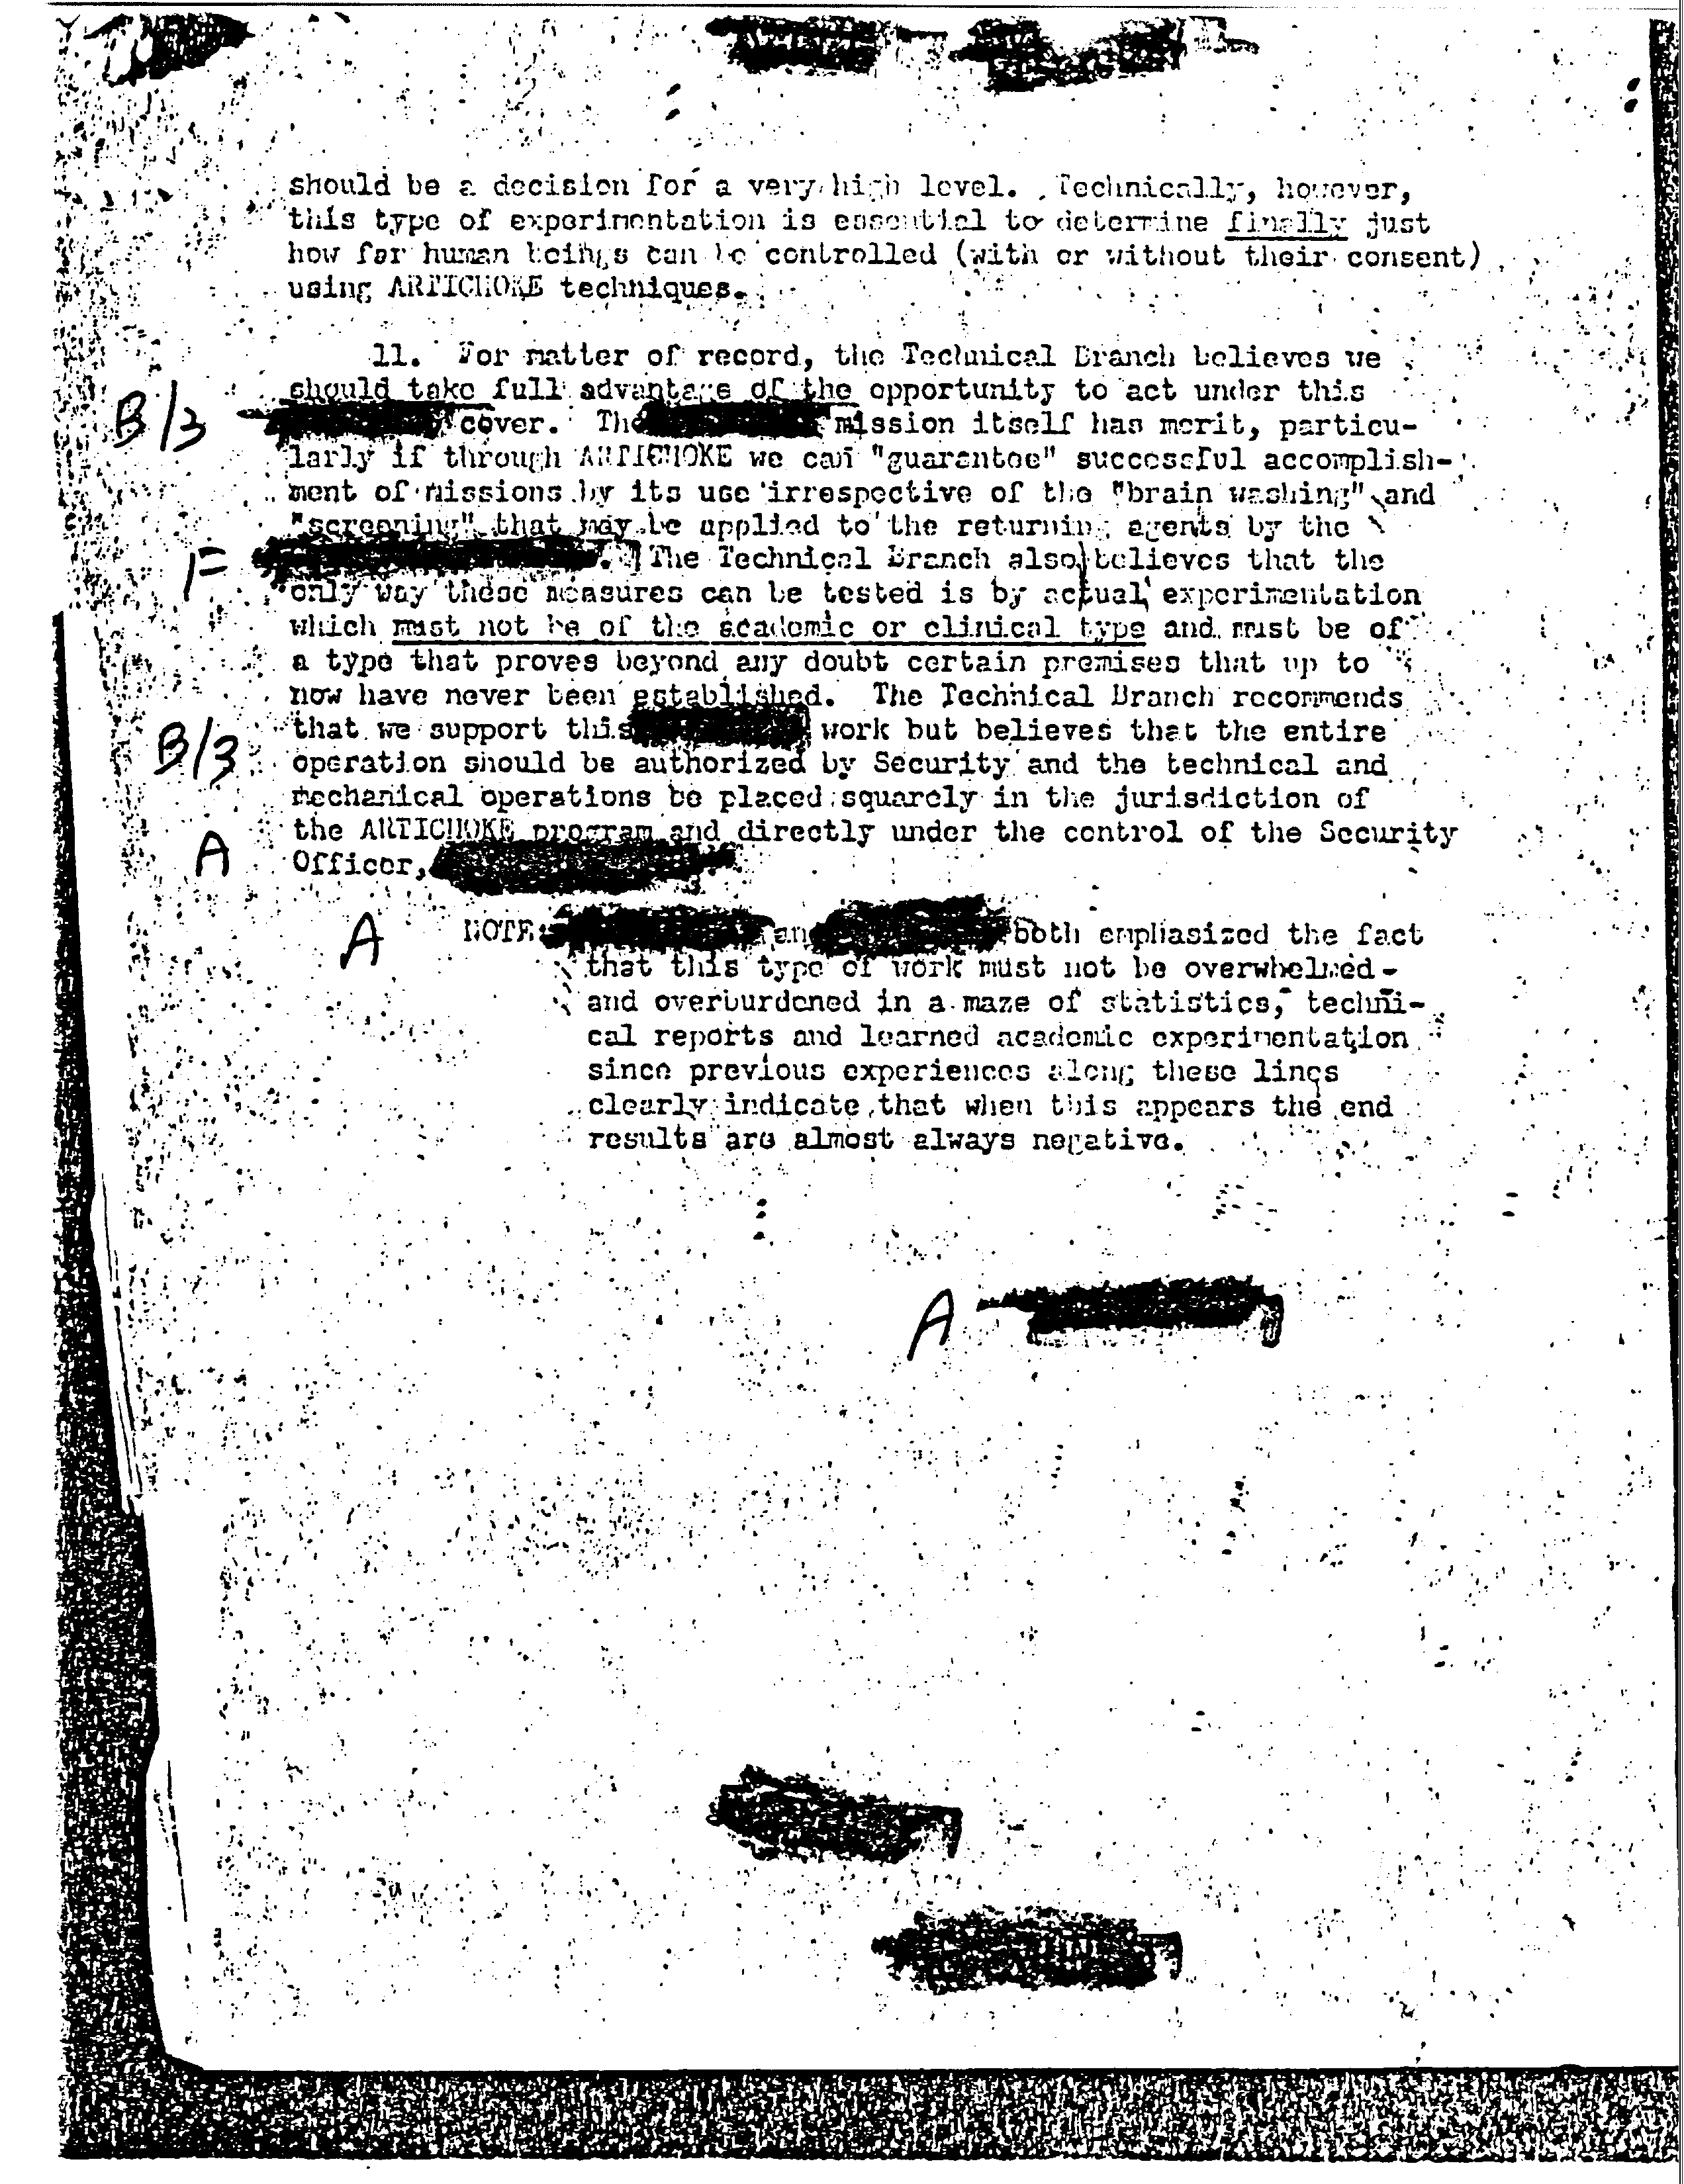 should be a decision for a very high level. Technically, however,
this type of experimentation is essential to determine finally just
how far human beings can be controlled (with or without their consent)
using ARTICHOKE techniques.
11. For matter of record, the Technical Branch believes we
should take full advantage of the opportunity to act under this
B/3 cover. The mission itself has merit, particu-
larly if through ARTICHOKE we can "guarantee" successful accomplish-
ment of missions by its use irrespective of the "brain washing" and
"screening" that may be applied to the returning agents by the
F . The Technical Branch also believes that the
only way these measures can be tested is by actual experimentation
which must not be of the academic or clinical type and must be of
a type that proves beyond any doubt certain premises that up to
now have never been established. The Technical Branch recommends
B/3 that we support this work but believes that the entire
operation should be authorized by Security and the technical and
mechanical operations be placed squarely in the jurisdiction of
the ARTICHOKE program and directly under the control of the Security
A Officer,
A NOTE: and both emphasized the fact
that this type of work must not be overwhelmed
and overburdened in a maze of statistics, techni-
cal reports and learned academic experimentation
since previous experiences along these lines
clearly indicate that when this appears the end
results are almost always negative.
A